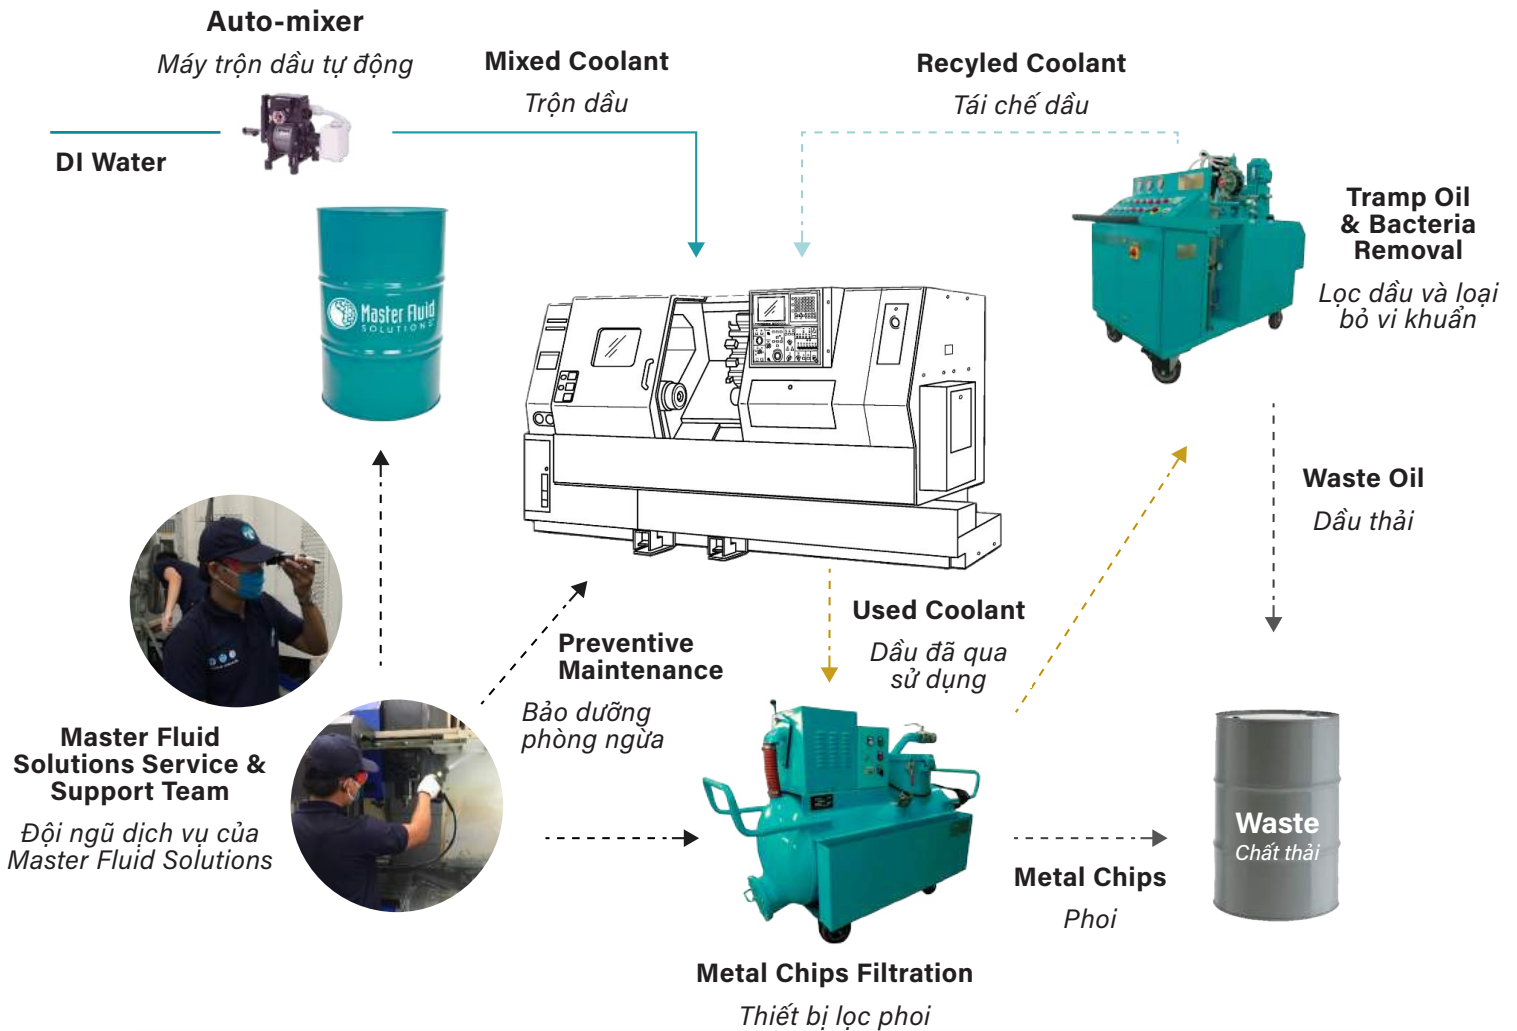 Auto-mixer
Máy trộn dầu tự động
Mixed Coolant
Trộn dầu
Recyled Coolant
Tái chế dầu
DI Water
Tramp Oil
& Bacteria
Removal
Lọc dầu và loại
bỏ vi khuẩn
Master Fluid
SOLUTIONS
Waste Oil
Dầu thải
Used Coolant
Dầu đã qua
sử dụng
Preventive
Maintenance
Bảo dưỡng
phòng ngừa
Master Fluid
Solutions Service &
Support Team
Đội ngũ dịch vụ của
Master Fluid Solutions
Waste
Chất thải
Metal Chips
Phoi
Metal Chips Filtration
Thiết bị lọc phoi